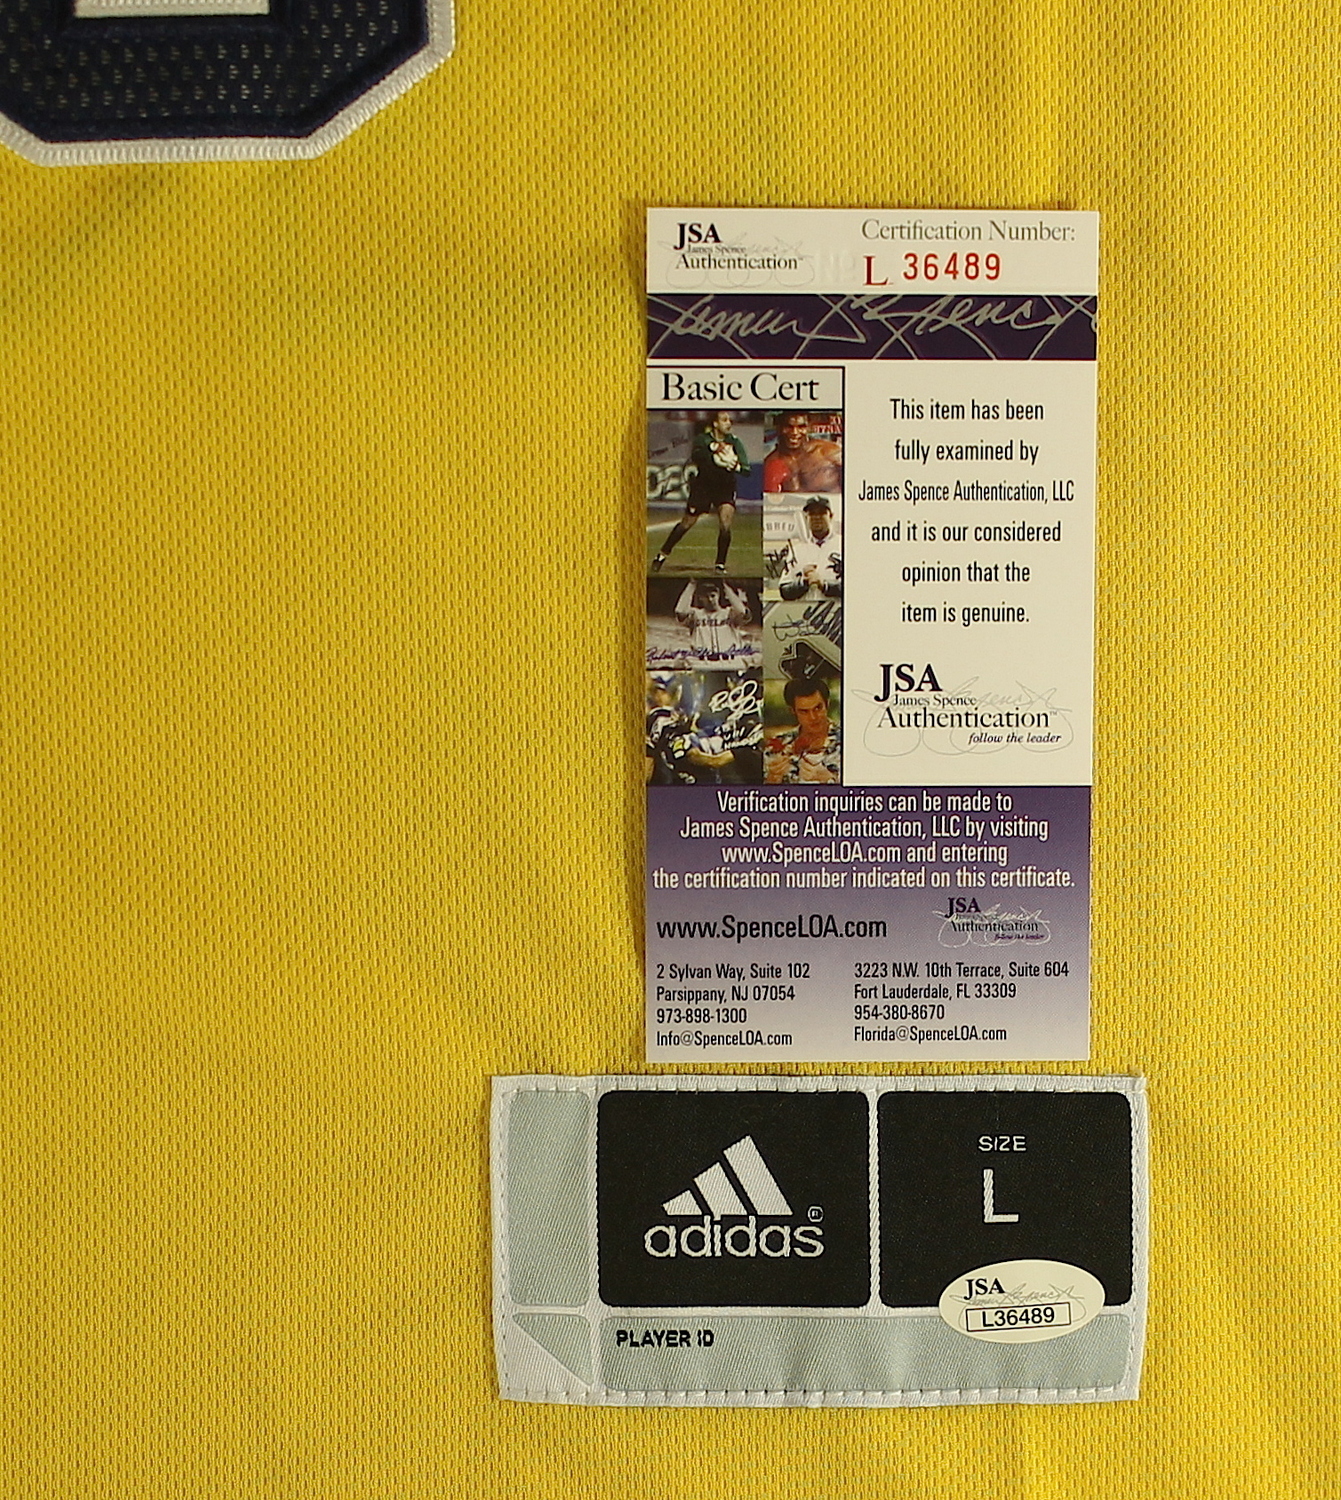 JSA
James Spence
Authentication™
Certification Number:
L 36489
Basic Cert
This item has been
fully examined by
James Spence Authentication, LLC
and it is our considered
opinion that the
item is genuine.
JSA
James Spence
Authentication™
follow the leader
Verification inquiries can be made to
James Spence Authentication, LLC by visiting
www.SpenceLOA.com and entering
the certification number indicated on this certificate.
www.SpenceLOA.com
JSA
Authentication
follow the leader
2 Sylvan Way, Suite 102
Parsippany, NJ 07054
973-898-1300
Info@SpenceLOA.com
3223 N.W. 10th Terrace, Suite 604
Fort Lauderdale, FL 33309
954-380-8670
Florida@SpenceLOA.com
adidas®
SIZE
L
JSA
L36489
PLAYER ID